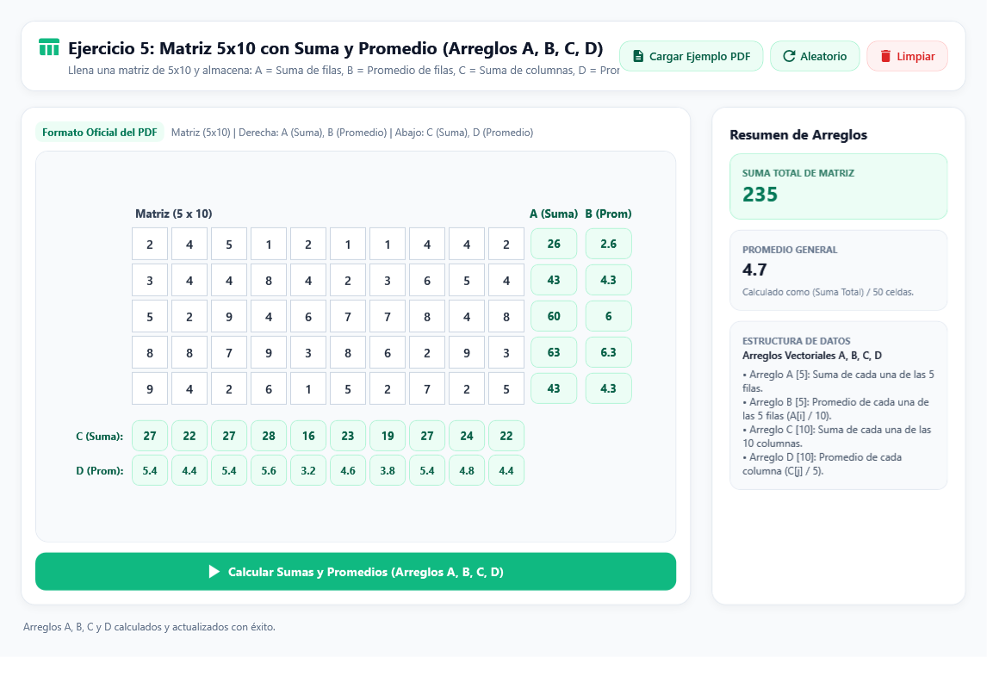 Ejercicio 5: Matriz 5x10 con Suma y Promedio (Arreglos A, B, C, D)
Llena una matriz de 5x10 y almacena: A = Suma de filas, B = Promedio de filas, C = Suma de columnas, D = Pror
Cargar Ejemplo PDF
Aleatorio
Limpiar
Formato Oficial del PDF
Matriz (5x10) | Derecha: A (Suma), B (Promedio) | Abajo: C (Suma), D (Promedio)
Matriz (5 x 10) A (Suma) B (Prom)
2 4 5 1 2 1 1 4 4 2 26 2.6
3 4 4 8 4 2 3 6 5 4 43 4.3
5 2 9 4 6 7 7 8 4 8 60 6
8 8 7 9 3 8 6 2 9 3 63 6.3
9 4 2 6 1 5 2 7 2 5 43 4.3
C (Suma): 27 22 27 28 16 23 19 27 24 22
D (Prom): 5.4 4.4 5.4 5.6 3.2 4.6 3.8 5.4 4.8 4.4
Calcular Sumas y Promedios (Arreglos A, B, C, D)
Resumen de Arreglos
SUMA TOTAL DE MATRIZ
235
PROMEDIO GENERAL
4.7
Calculado como (Suma Total) / 50 celdas.
ESTRUCTURA DE DATOS
Arreglos Vectoriales A, B, C, D
• Arreglo A [5]: Suma de cada una de las 5
filas.
• Arreglo B [5]: Promedio de cada una de
las 5 filas (A[i] / 10).
• Arreglo C [10]: Suma de cada una de las
10 columnas.
• Arreglo D [10]: Promedio de cada
columna (C[j] / 5).
Arreglos A, B, C y D calculados y actualizados con éxito.